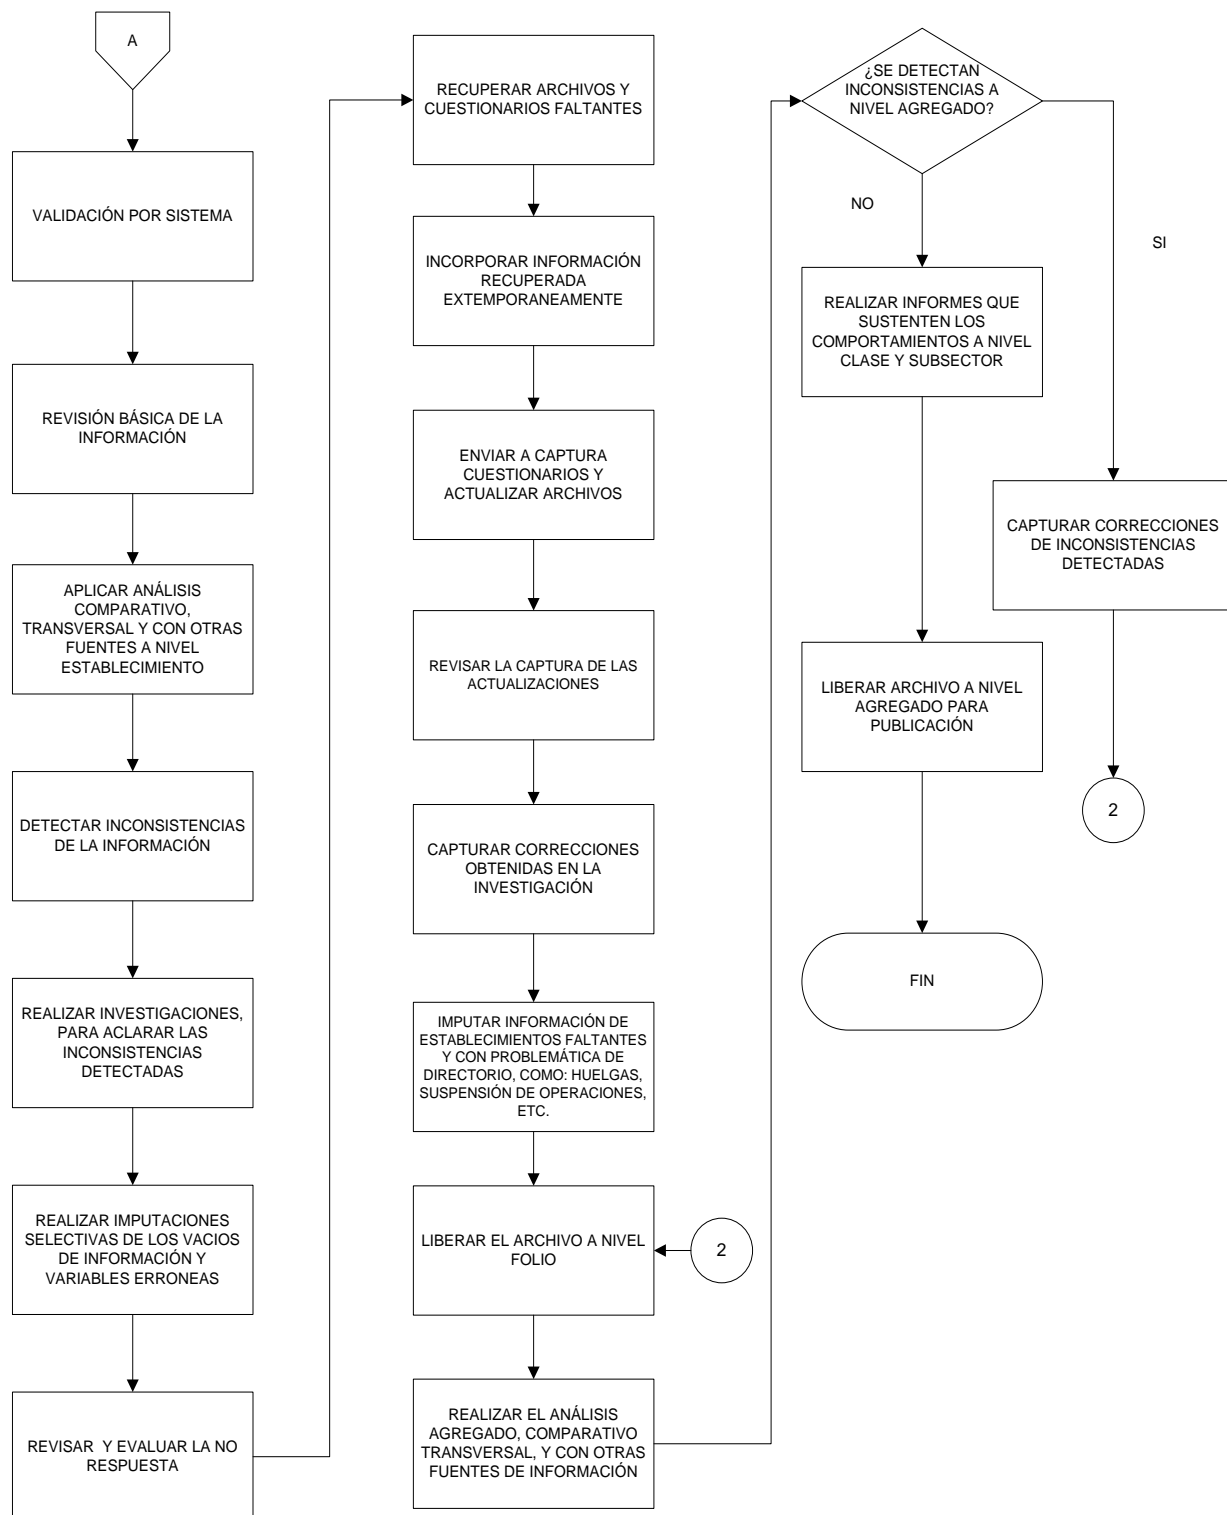 A
VALIDACIÓN POR SISTEMA
REVISIÓN BÁSICA DE LA
INFORMACIÓN
APLICAR ANÁLISIS
COMPARATIVO,
TRANSVERSAL Y CON OTRAS
FUENTES A NIVEL
ESTABLECIMIENTO
DETECTAR INCONSISTENCIAS
DE LA INFORMACIÓN
REALIZAR INVESTIGACIONES,
PARA ACLARAR LAS
INCONSISTENCIAS
DETECTADAS
REALIZAR IMPUTACIONES
SELECTIVAS DE LOS VACIOS
DE INFORMACIÓN Y
VARIABLES ERRONEAS
REVISAR Y EVALUAR LA NO
RESPUESTA
RECUPERAR ARCHIVOS Y
CUESTIONARIOS FALTANTES
INCORPORAR INFORMACIÓN
RECUPERADA
EXTEMPORANEAMENTE
ENVIAR A CAPTURA
CUESTIONARIOS Y
ACTUALIZAR ARCHIVOS
REVISAR LA CAPTURA DE LAS
ACTUALIZACIONES
CAPTURAR CORRECCIONES
OBTENIDAS EN LA
INVESTIGACIÓN
IMPUTAR INFORMACIÓN DE
ESTABLECIMIENTOS FALTANTES
Y CON PROBLEMÁTICA DE
DIRECTORIO, COMO: HUELGAS,
SUSPENSIÓN DE OPERACIONES,
ETC.
LIBERAR EL ARCHIVO A NIVEL
FOLIO
2
REALIZAR EL ANÁLISIS
AGREGADO, COMPARATIVO
TRANSVERSAL, Y CON OTRAS
FUENTES DE INFORMACIÓN
¿SE DETECTAN
INCONSISTENCIAS A
NIVEL AGREGADO?
NO
SI
REALIZAR INFORMES QUE
SUSTENTEN LOS
COMPORTAMIENTOS A NIVEL
CLASE Y SUBSECTOR
CAPTURAR CORRECCIONES
DE INCONSISTENCIAS
DETECTADAS
LIBERAR ARCHIVO A NIVEL
AGREGADO PARA
PUBLICACIÓN
2
FIN